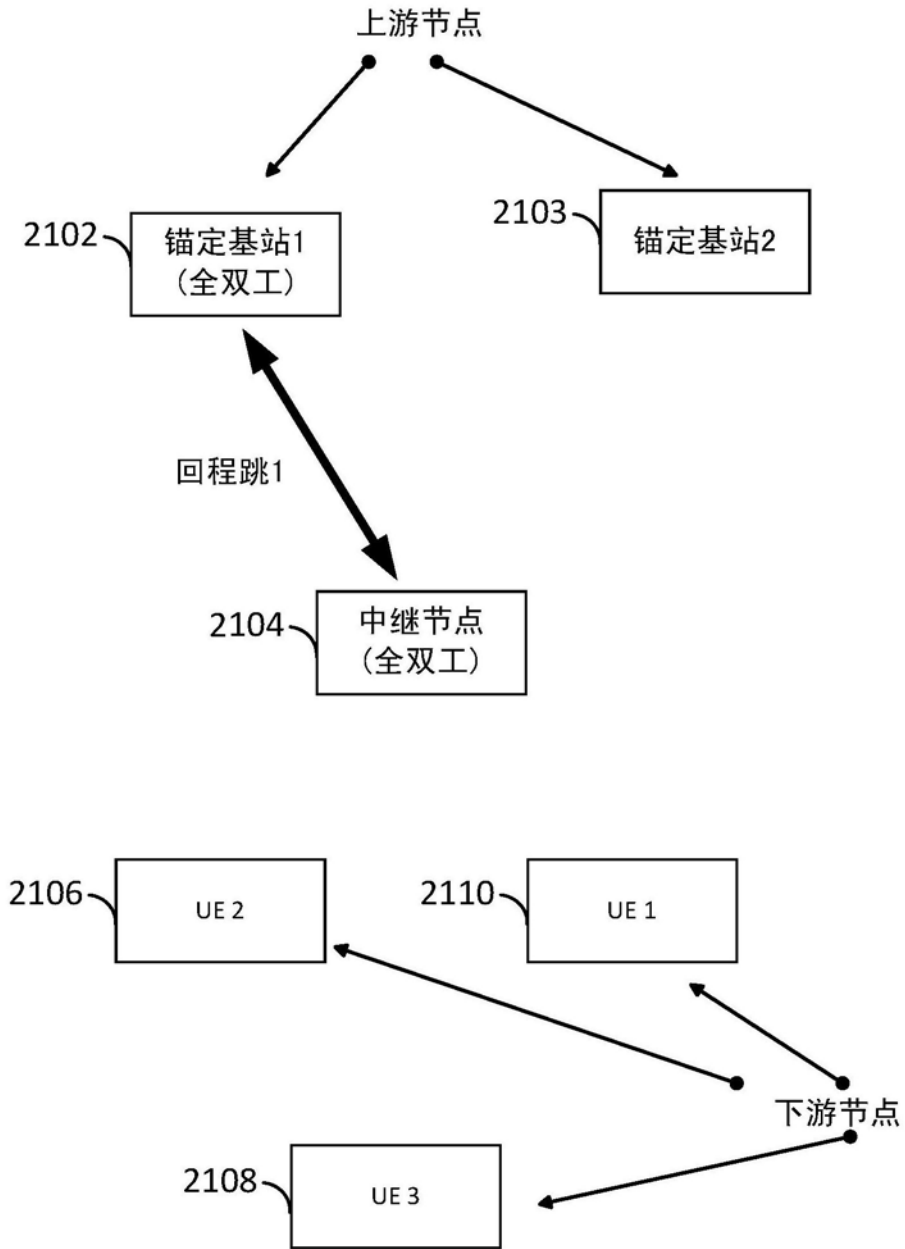 上游节点
2102
锚定基站1
(全双工)
2103
锚定基站2
回程跳1
2104
中继节点
(全双工)
2106
UE 2
2110
UE 1
下游节点
2108
UE 3